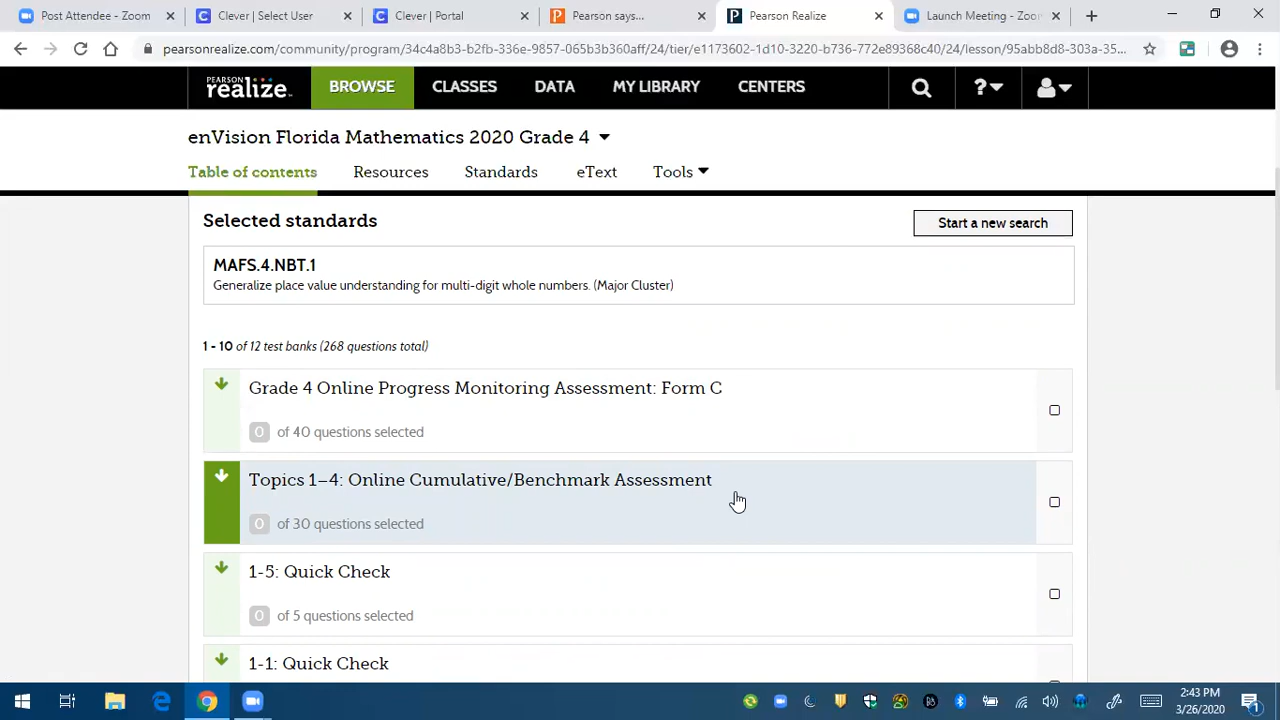 Post Attendee - Zoom
Clever | Select User
Clever | Portal
Pearson says...
Pearson Realize
Launch Meeting - Zoo
pearsonrealize.com/community/program/34c4a8b3-b2fb-336e-9857-065b3b360aff/24/tier/e1173602-1d10-3220-b736-772e89368c40/24/lesson/95abb8d8-303a-35...
PEARSON
realize
BROWSE
CLASSES
DATA
MY LIBRARY
CENTERS
?
enVision Florida Mathematics 2020 Grade 4
Table of contents
Resources
Standards
eText
Tools
Selected standards
Start a new search
MAFS.4.NBT.1
Generalize place value understanding for multi-digit whole numbers. (Major Cluster)
1 - 10 of 12 test banks (268 questions total)
Grade 4 Online Progress Monitoring Assessment: Form C
0 of 40 questions selected
Topics 1–4: Online Cumulative/Benchmark Assessment
0 of 30 questions selected
1-5: Quick Check
0 of 5 questions selected
1-1: Quick Check
2:43 PM
3/26/2020